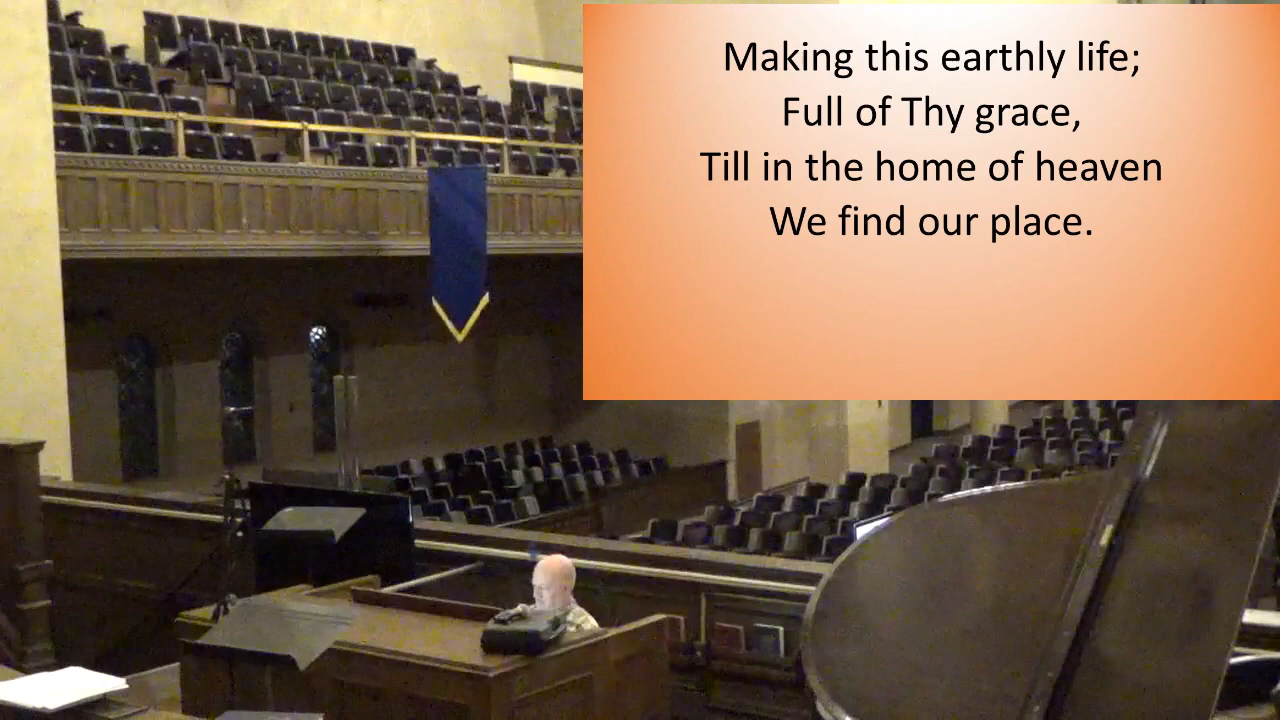 Making this earthly life;
Full of Thy grace,
Till in the home of heaven
We find our place.